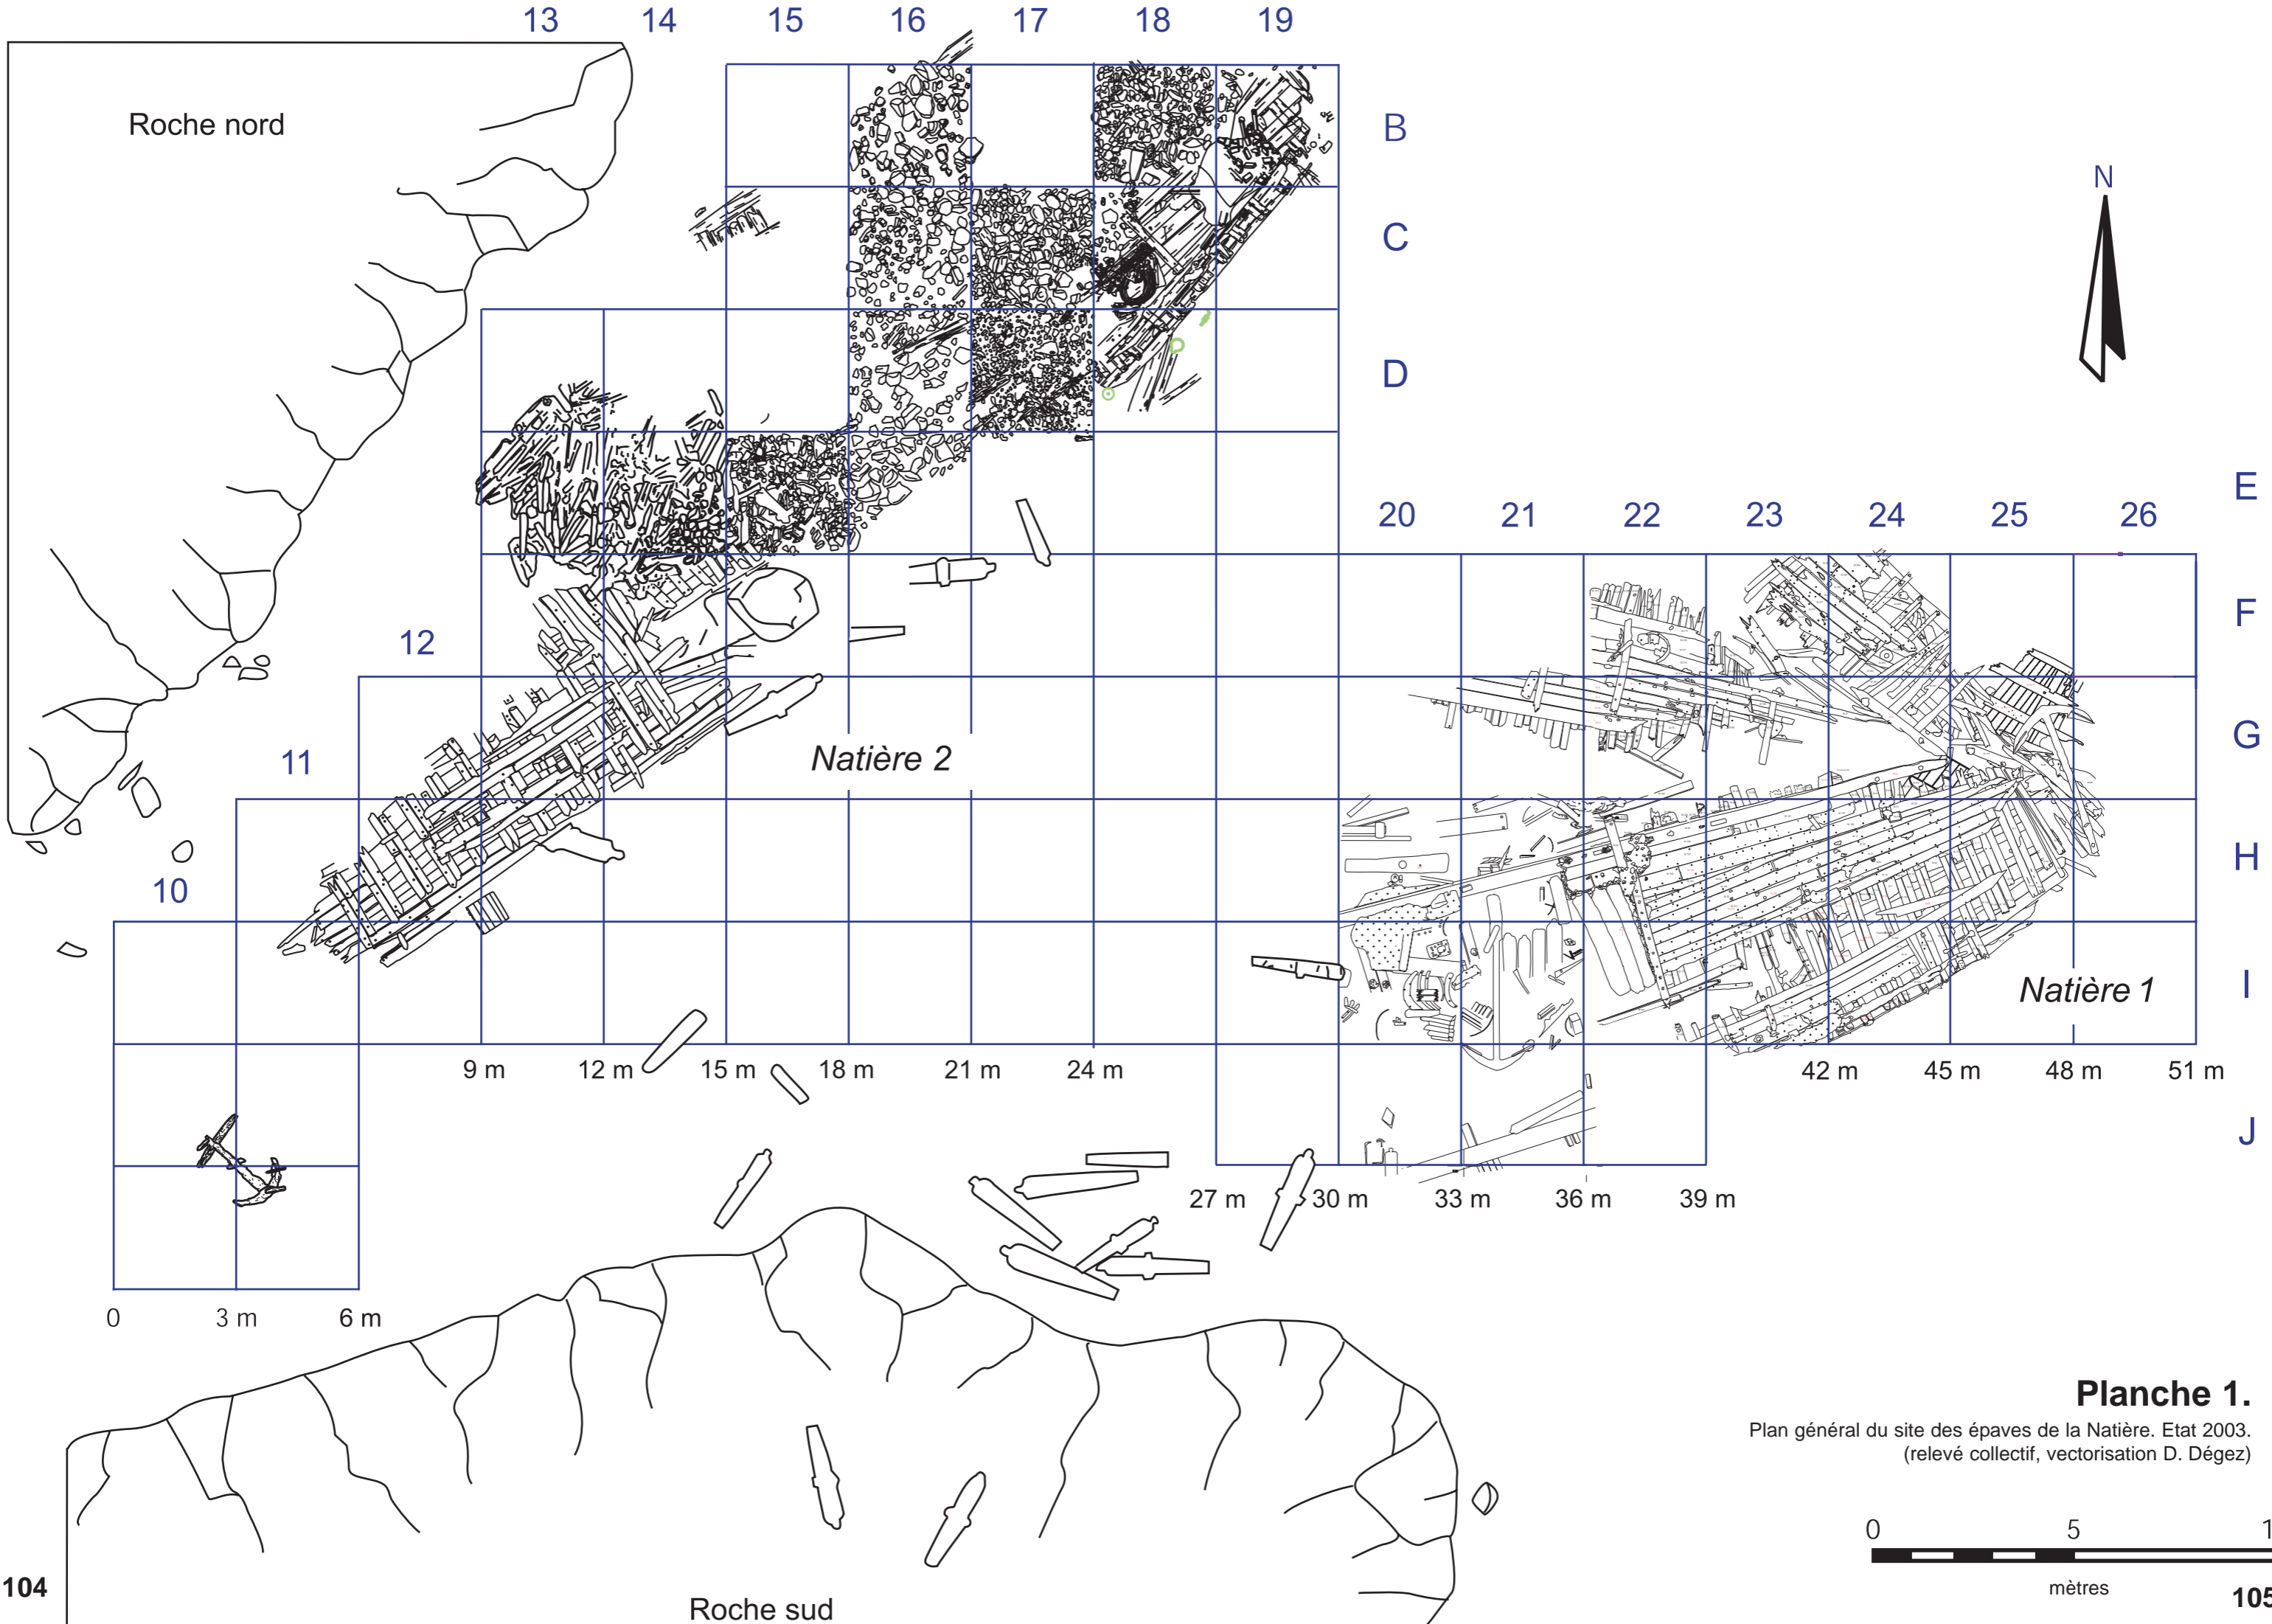 13 14 15 16 17 18 19
Roche nord
B
N
C
D
E
20 21 22 23 24 25 26
F
12
G
Natière 2
11
H
10
I
Natière 1
9 m 12 m 15 m 18 m 21 m 24 m 42 m 45 m 48 m 51 m
J
27 m 30 m 33 m 36 m 39 m
0 3 m 6 m
Planche 1.
Plan général du site des épaves de la Natière. Etat 2003.
(relevé collectif, vectorisation D. Dégez)
0 5 1
mètres
104
105
Roche sud